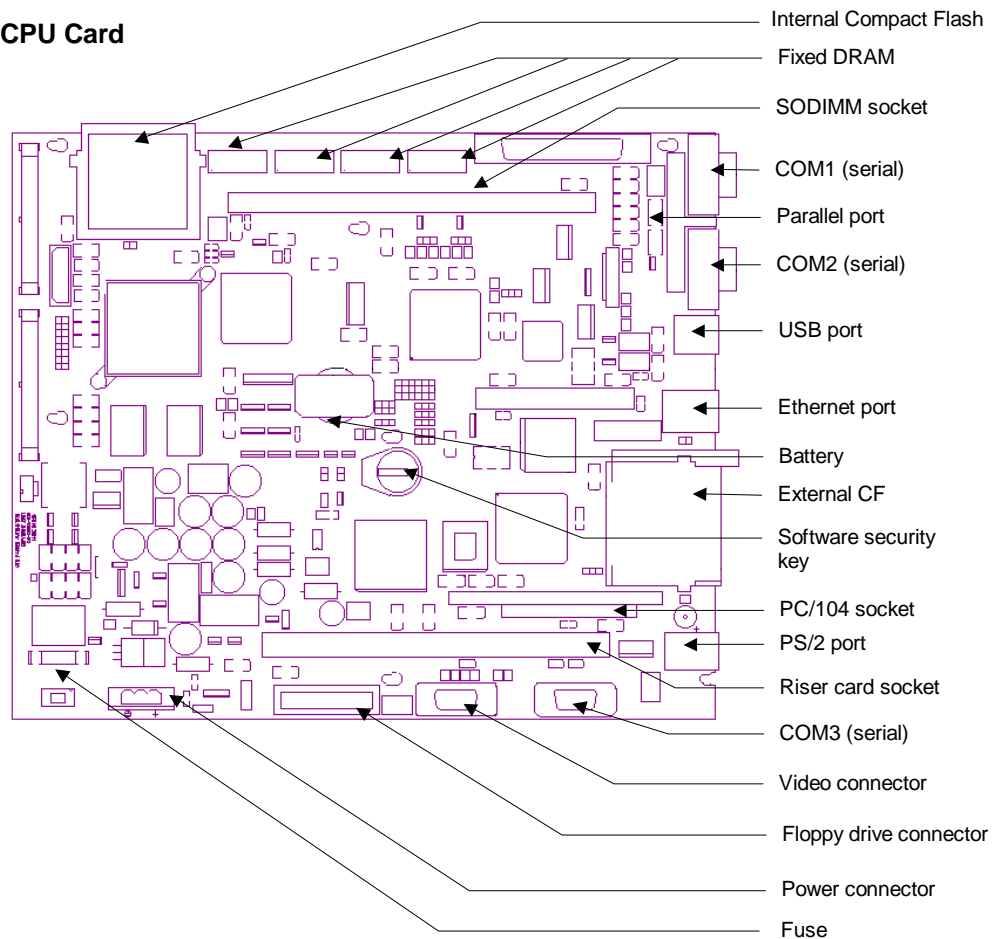 CPU Card
Internal Compact Flash
Fixed DRAM
SODIMM socket
COM1 (serial)
Parallel port
COM2 (serial)
USB port
Ethernet port
Battery
External CF
Software security
key
PC/104 socket
PS/2 port
Riser card socket
COM3 (serial)
Video connector
Floppy drive connector
Power connector
Fuse